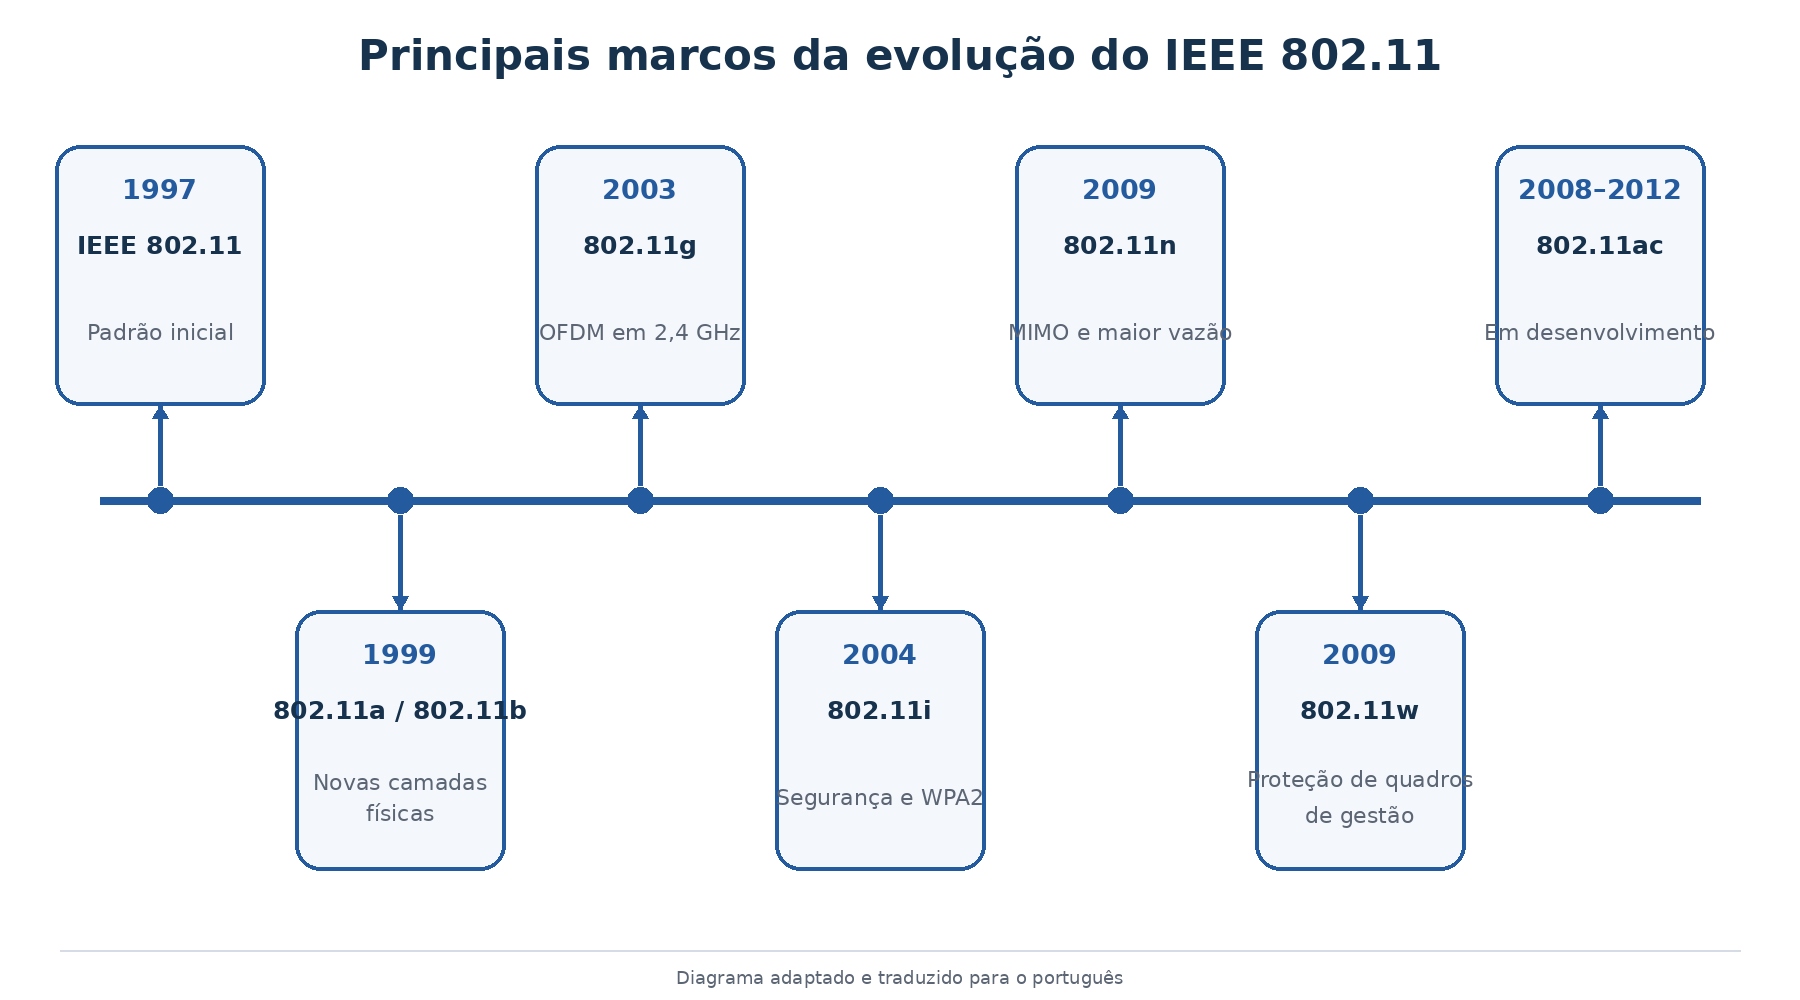 Principais marcos da evolução do IEEE 802.11
1997
IEEE 802.11
Padrão inicial
2003
802.11g
OFDM em 2,4 GHz
2009
802.11n
MIMO e maior vazão
2008–2012
802.11ac
Em desenvolvimento
1999
802.11a / 802.11b
Novas camadas
físicas
2004
802.11i
Segurança e WPA2
2009
802.11w
Proteção de quadros
de gestão
Diagrama adaptado e traduzido para o português